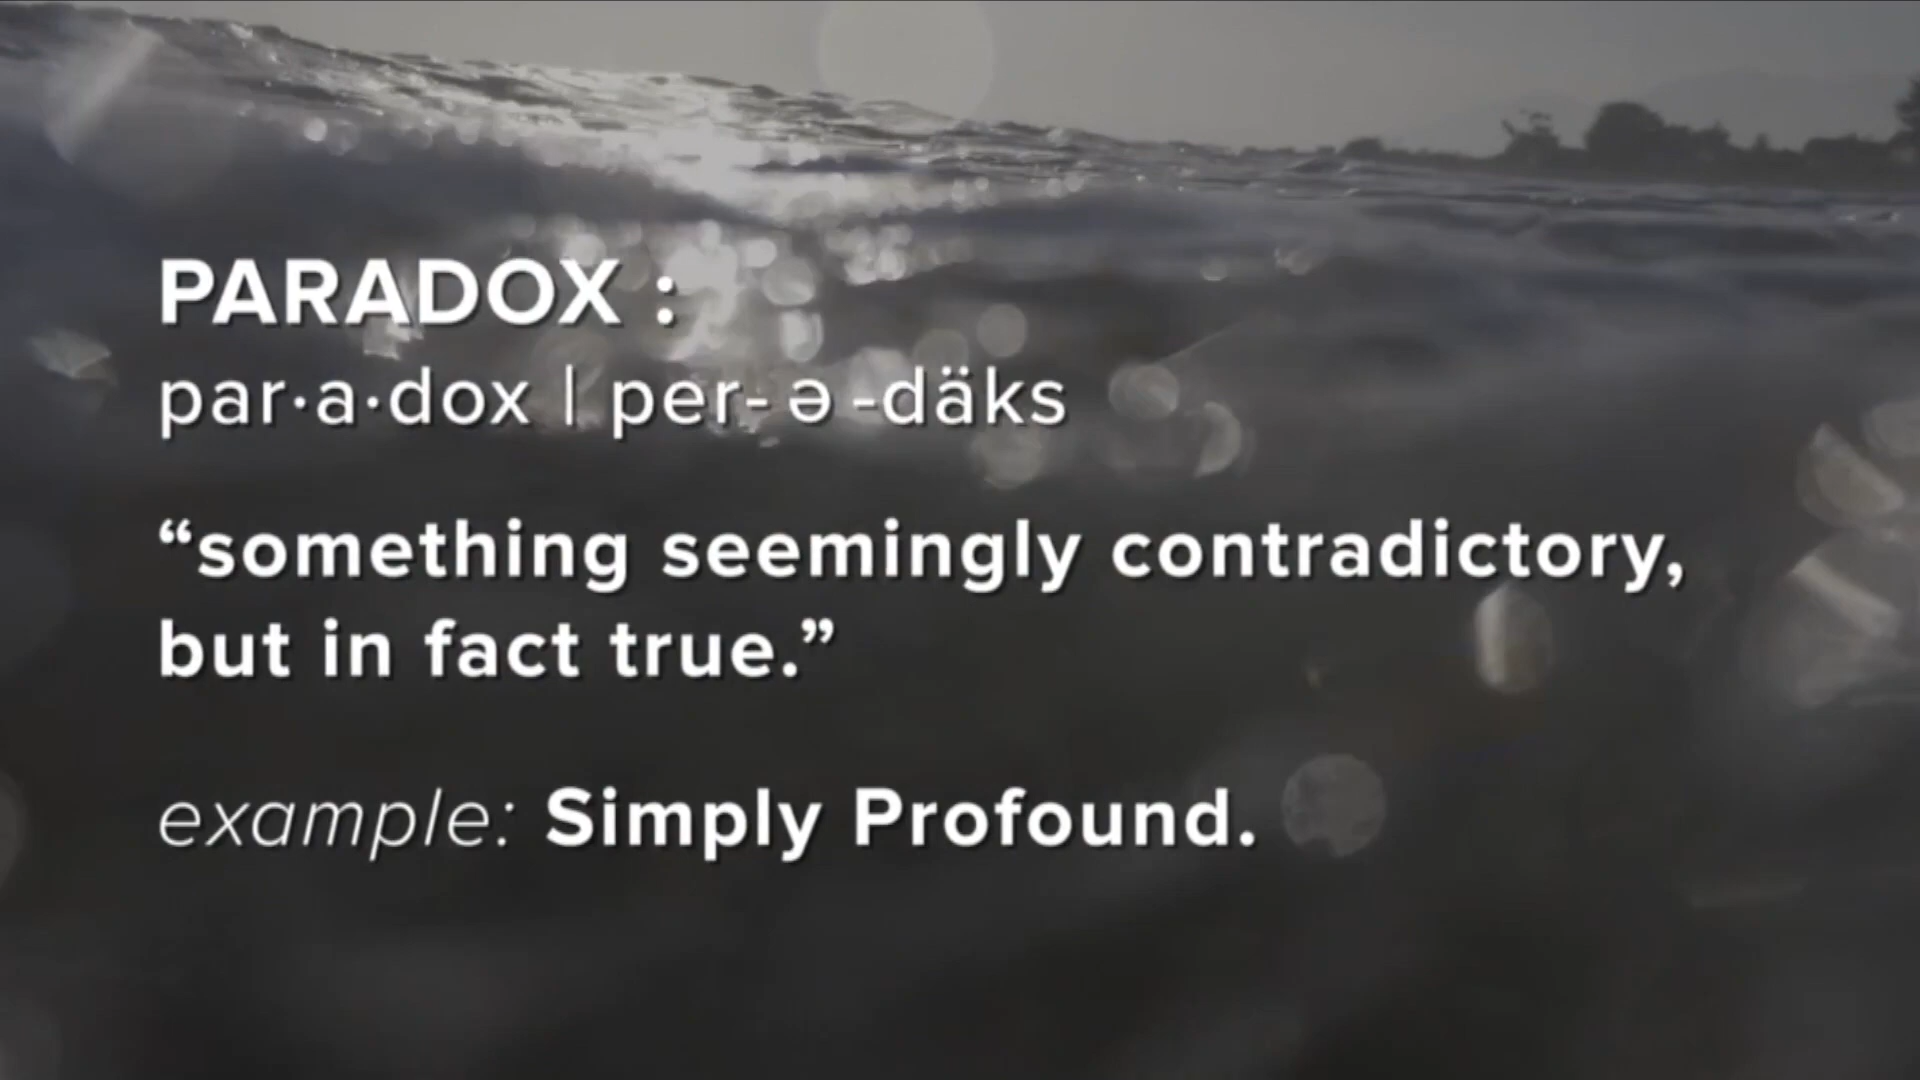 PARADOX :
par·a·dox | per- ə -däks
“something seemingly contradictory,
but in fact true.”
example: Simply Profound.